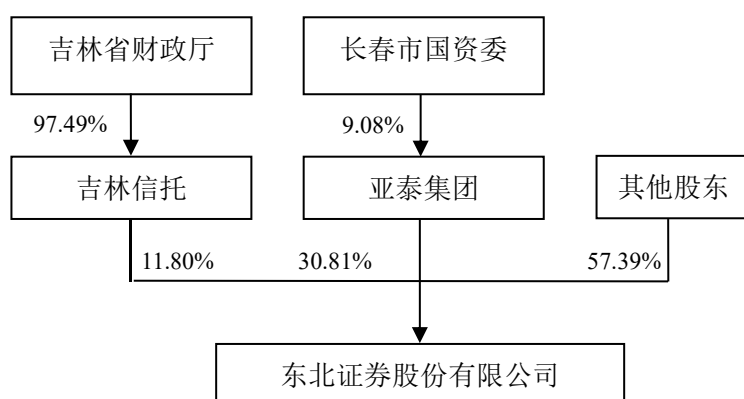 吉林省财政厅
长春市国资委
97.49%
9.08%
吉林信托
亚泰集团
其他股东
11.80%
30.81%
57.39%
东北证券股份有限公司